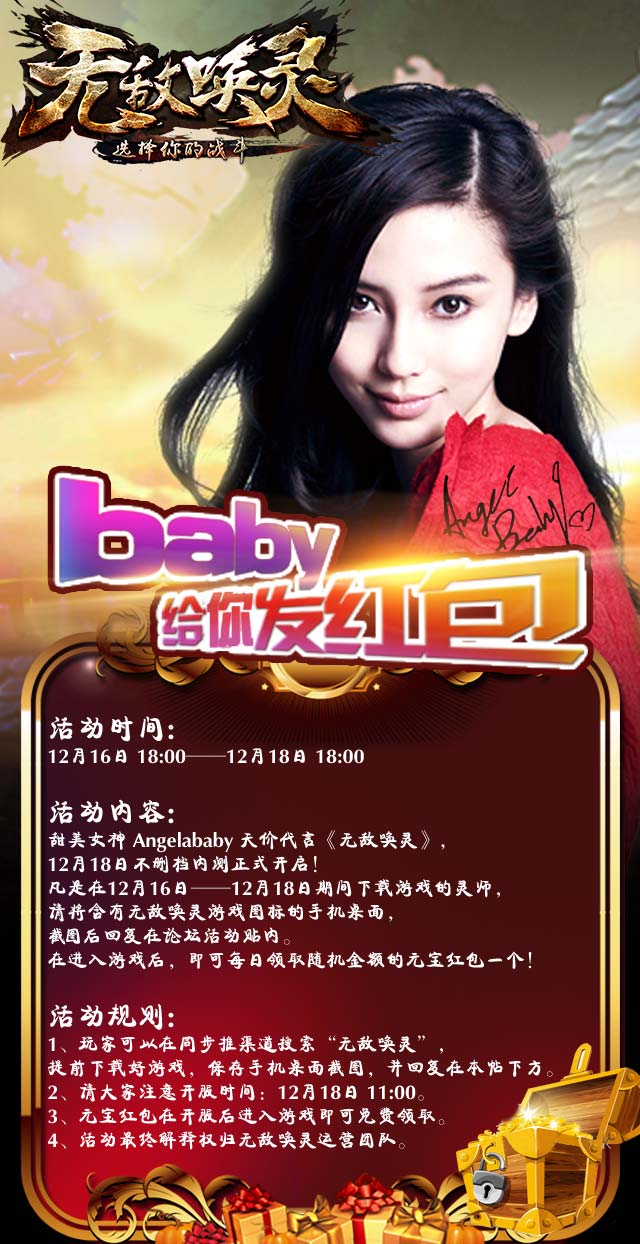 无敌唤灵
选择你的战斗
Angel
Baby
baby
给你发红包
活动时间：
12月16日 18:00——12月18日 18:00
活动内容：
甜美女神 Angelababy 天价代言《无敌唤灵》，
12月18日不删档内测正式开启！
凡是在12月16日——12月18日期间下载游戏的灵师，
请将含有无敌唤灵游戏图标的手机桌面，
截图后回复在论坛活动贴内。
在进入游戏后，即可每日领取随机金额的元宝红包一个！
活动规则：
1、玩家可以在同步推渠道搜索“无敌唤灵”，
提前下载好游戏，保存手机桌面截图，并回复在本帖下方。
2、请大家注意开服时间：12月18日 11:00。
3、元宝红包在开服后进入游戏即可免费领取。
4、活动最终解释权归无敌唤灵运营团队。